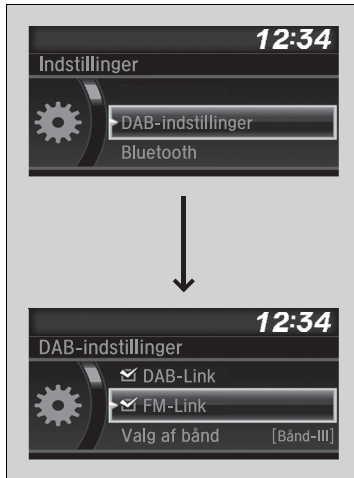 12:34
Indstillinger
DAB-indstillinger
Bluetooth
12:34
DAB-indstillinger
DAB-Link
FM-Link
Valg af bånd [Bånd-III]